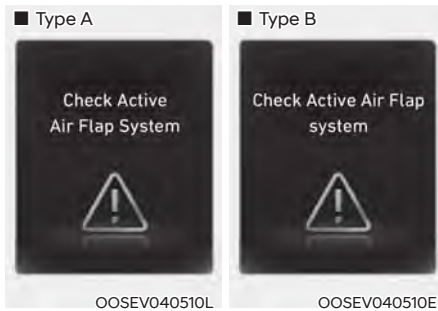 ■ Type A
Check Active
Air Flap System
OOSEV040510L
■ Type B
Check Active Air Flap
system
OOSEV040510E